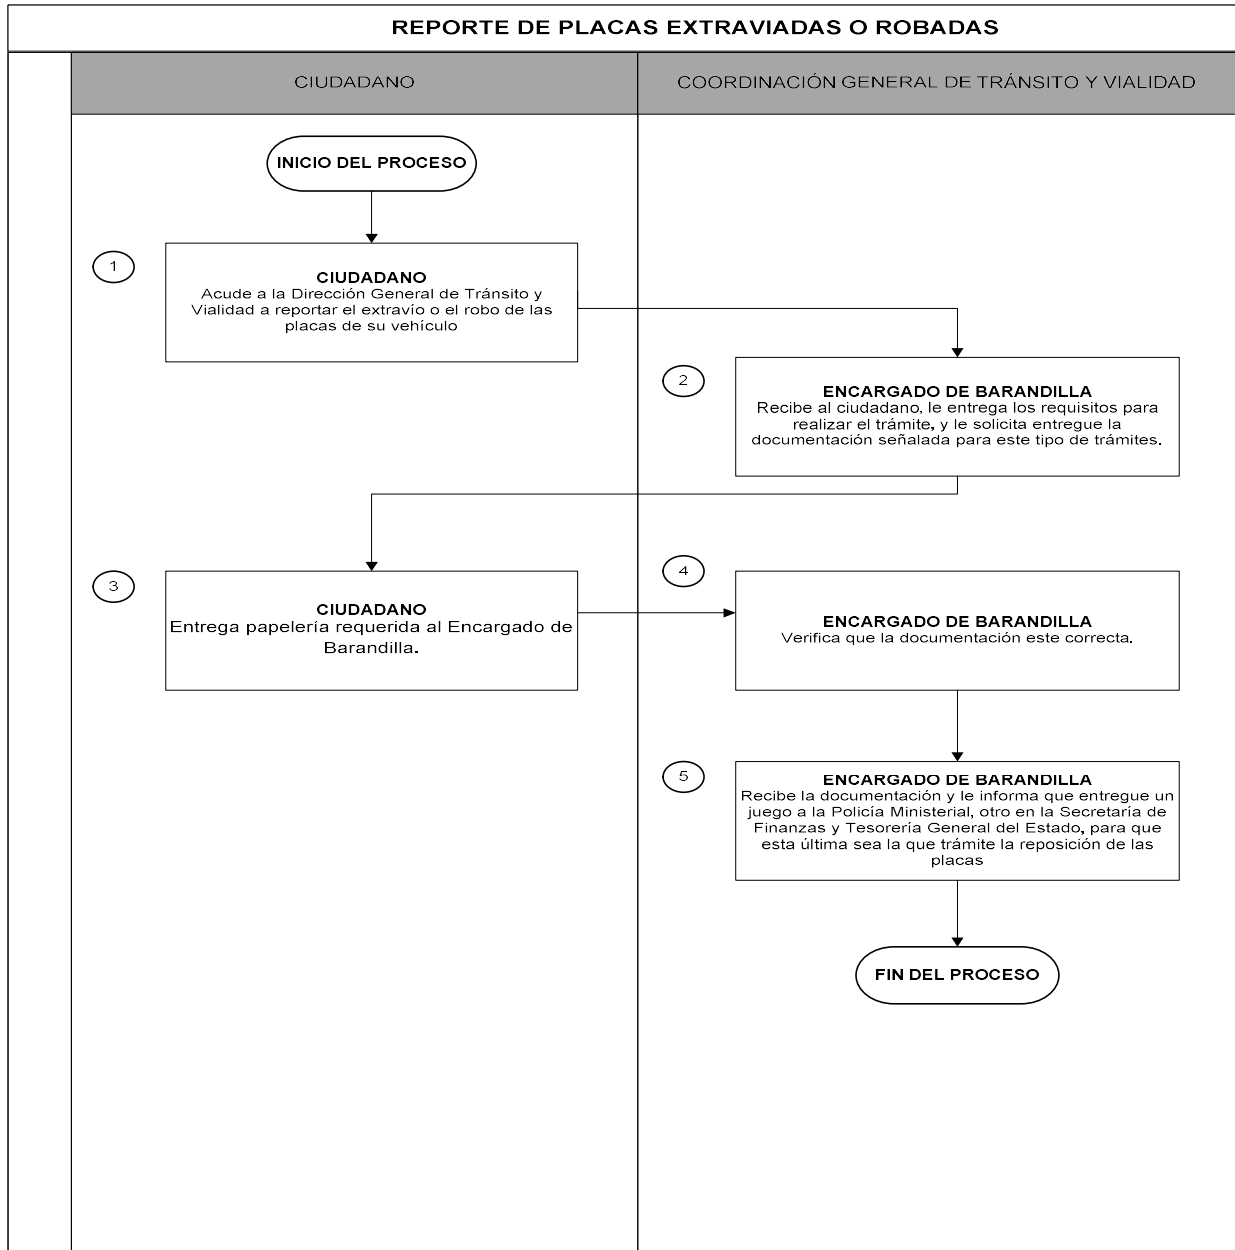 REPORTE DE PLACAS EXTRAVIADAS O ROBADAS
CIUDADANO
COORDINACIÓN GENERAL DE TRÁNSITO Y VIALIDAD
INICIO DEL PROCESO
1
CIUDADANO
Acude a la Dirección General de Tránsito y
Vialidad a reportar el extravío o el robo de las
placas de su vehículo
2
ENCARGADO DE BARANDILLA
Recibe al ciudadano, le entrega los requisitos para
realizar el trámite, y le solicita entregue la
documentación señalada para este tipo de trámites.
3
CIUDADANO
Entrega papelería requerida al Encargado de
Barandilla.
4
ENCARGADO DE BARANDILLA
Verifica que la documentación este correcta.
5
ENCARGADO DE BARANDILLA
Recibe la documentación y le informa que entregue un
juego a la Policía Ministerial, otro en la Secretaría de
Finanzas y Tesorería General del Estado, para que
esta última sea la que trámite la reposición de las
placas
FIN DEL PROCESO